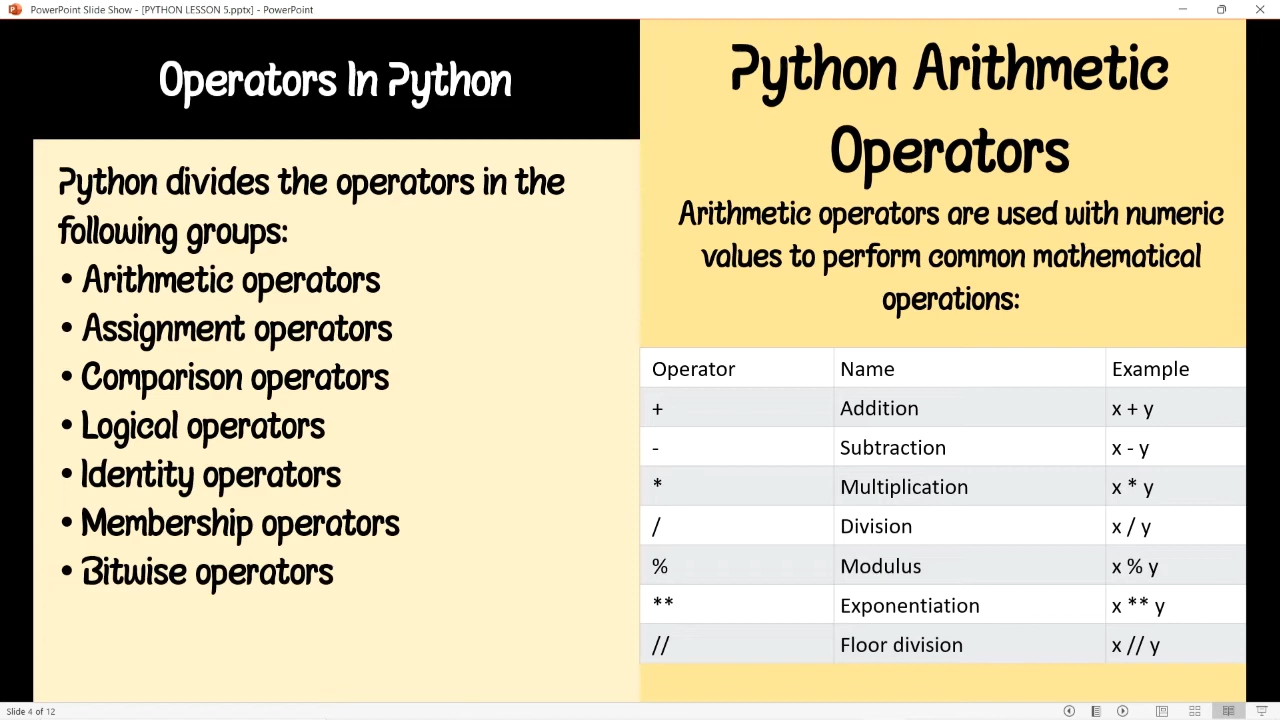 PowerPoint Slide Show - [PYTHON LESSON 5.pptx] - PowerPoint
Operators In Python
Python divides the operators in the
following groups:
• Arithmetic operators
• Assignment operators
• Comparison operators
• Logical operators
• Identity operators
• Membership operators
• Bitwise operators
Python Arithmetic
Operators
Arithmetic operators are used with numeric
values to perform common mathematical
operations:
Operator Name Example
+ Addition x + y
- Subtraction x - y
* Multiplication x * y
/ Division x / y
% Modulus x % y
** Exponentiation x ** y
// Floor division x // y
Slide 4 of 12